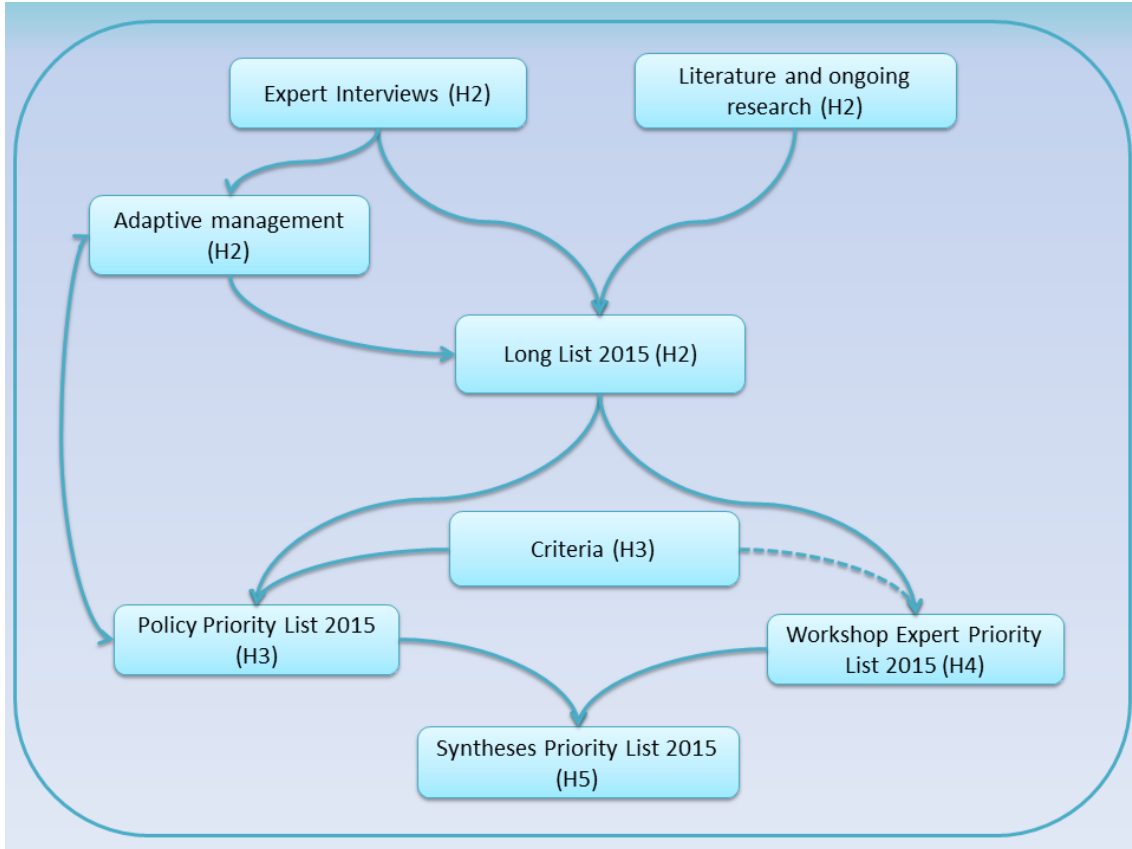 Expert Interviews (H2)
Literature and ongoing
research (H2)
Adaptive management
(H2)
Long List 2015 (H2)
Criteria (H3)
Policy Priority List 2015
(H3)
Workshop Expert Priority
List 2015 (H4)
Syntheses Priority List 2015
(H5)